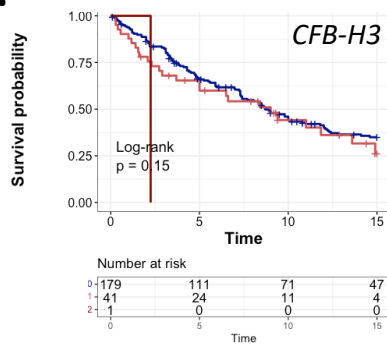 CFB-H3
Survival probability
1.00
0.75
0.50
0.25
0.00
Log-rank
p = 0.15
0 5 10 15
Time
Number at risk
0 179 111 71 47
1 41 24 11 4
2 1 0 0 0
0 5 10 15
Time